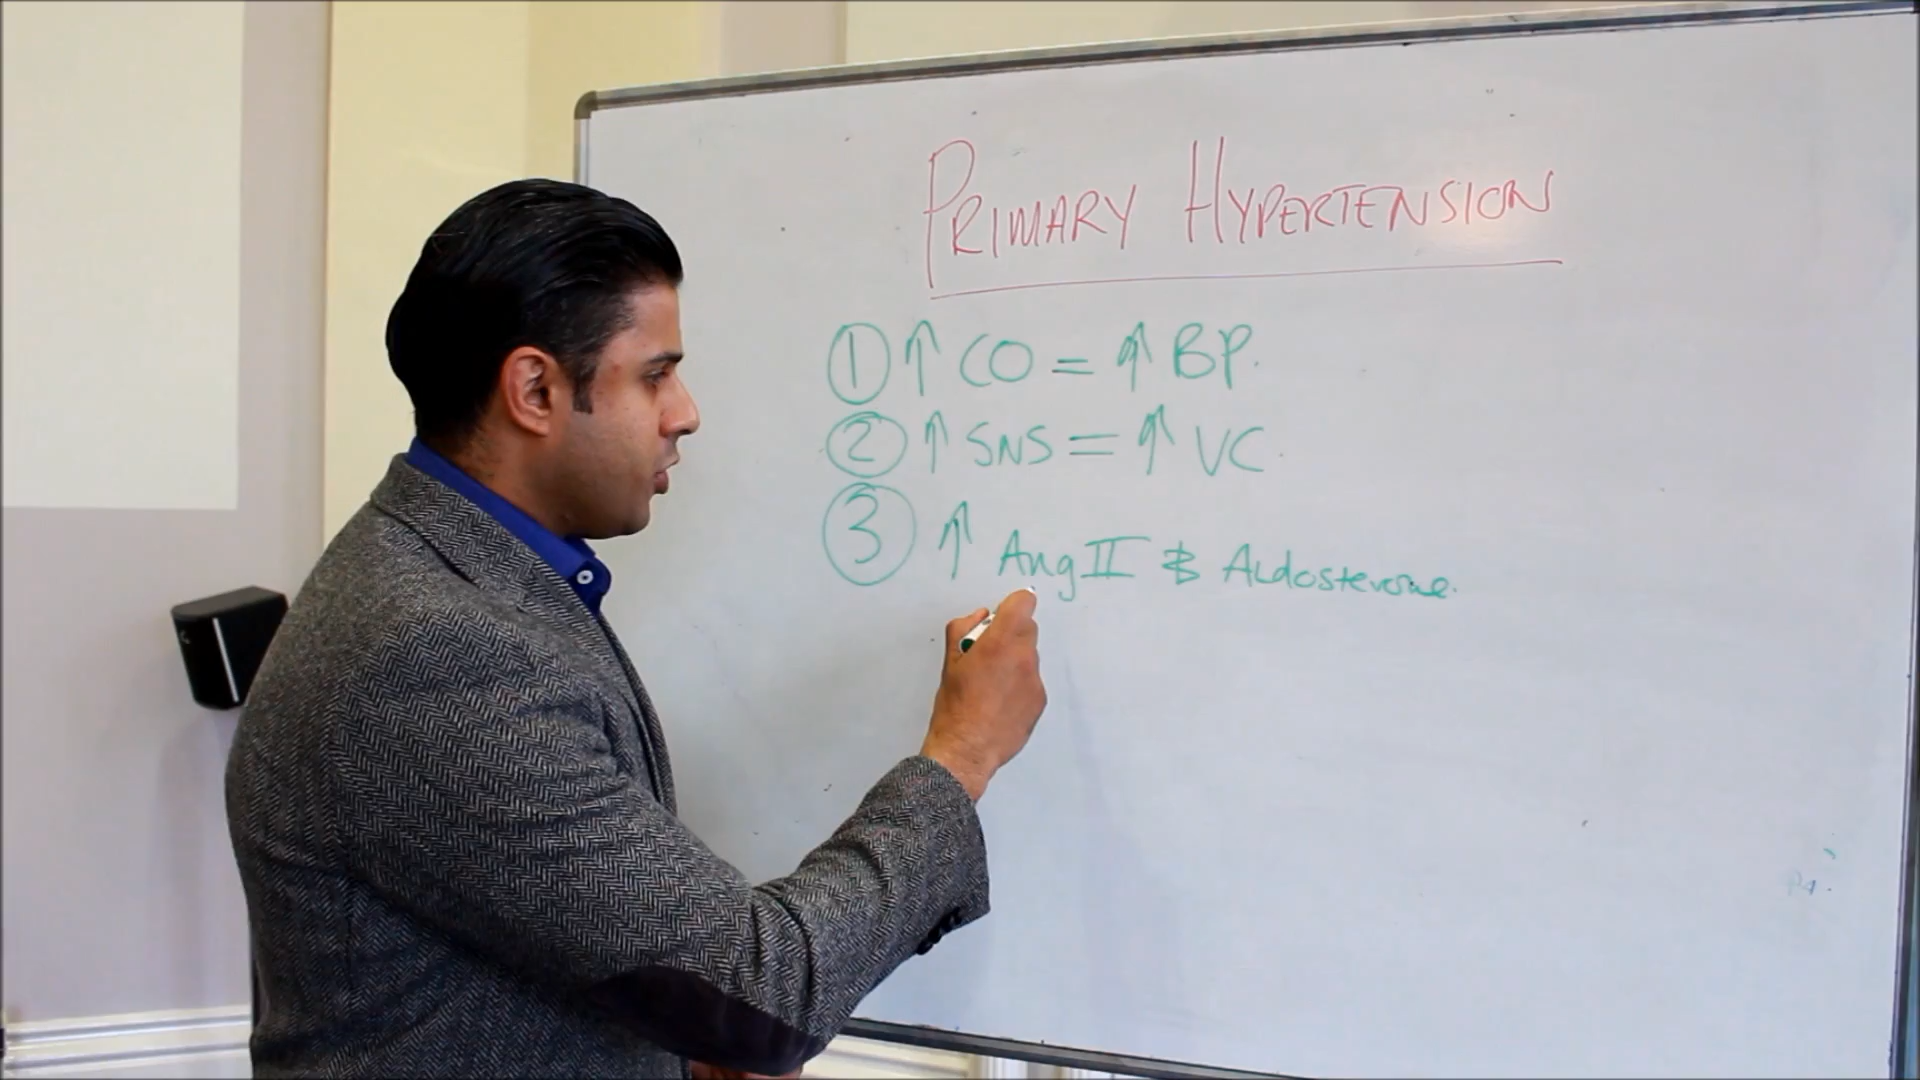 PRIMARY HYPERTENSION
① ↑ CO = ↑ BP.
② ↑ SNS = ↑ VC.
③ ↑ Ang II & Aldosterone.